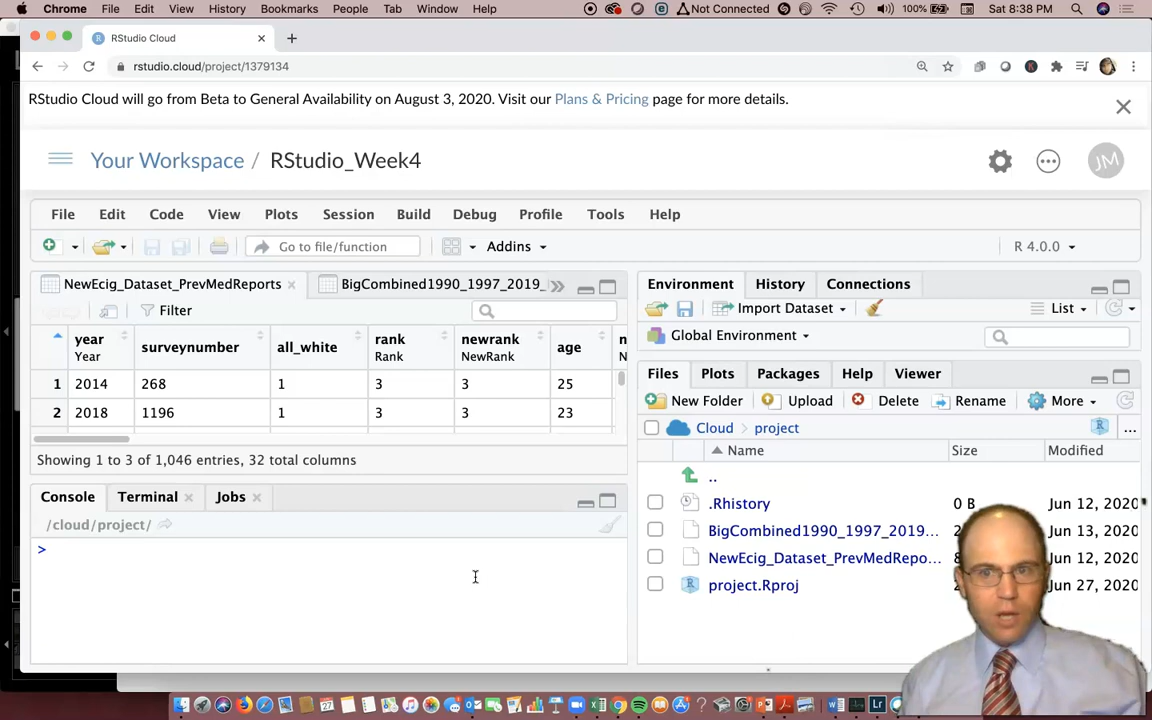 Chrome File Edit View History Bookmarks People Tab Window Help Not Connected 100% Sat 8:38 PM
RStudio Cloud
rstudio.cloud/project/1379134
RStudio Cloud will go from Beta to General Availability on August 3, 2020. Visit our Plans & Pricing page for more details.
Your Workspace / RStudio_Week4 JM
File Edit Code View Plots Session Build Debug Profile Tools Help
Go to file/function Addins R 4.0.0
NewEcig_Dataset_PrevMedReports BigCombined1990_1997_2019_
Environment History Connections
Filter
Import Dataset List
Global Environment
year surveynumber all_white rank newrank age n
Year Rank NewRank N
1 2014 268 1 3 3 25
2 2018 1196 1 3 3 23
Showing 1 to 3 of 1,046 entries, 32 total columns
Files Plots Packages Help Viewer
New Folder Upload Delete Rename More
Cloud project ...
Name Size Modified
..
.Rhistory 0 B Jun 12, 2020
BigCombined1990_1997_2019... 2 Jun 13, 2020
NewEcig_Dataset_PrevMedRepo... 8 Jun 12, 2020
project.Rproj 2 Jun 27, 2020
Console Terminal Jobs
/cloud/project/
>